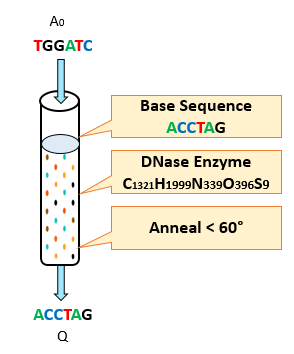 A₀
TGGATC
Base Sequence
ACCTAG
DNase Enzyme
C₁₃₂₁H₁₉₉₉N₃₃₉O₃₉₆S₉
Anneal < 60°
ACCTAG
Q